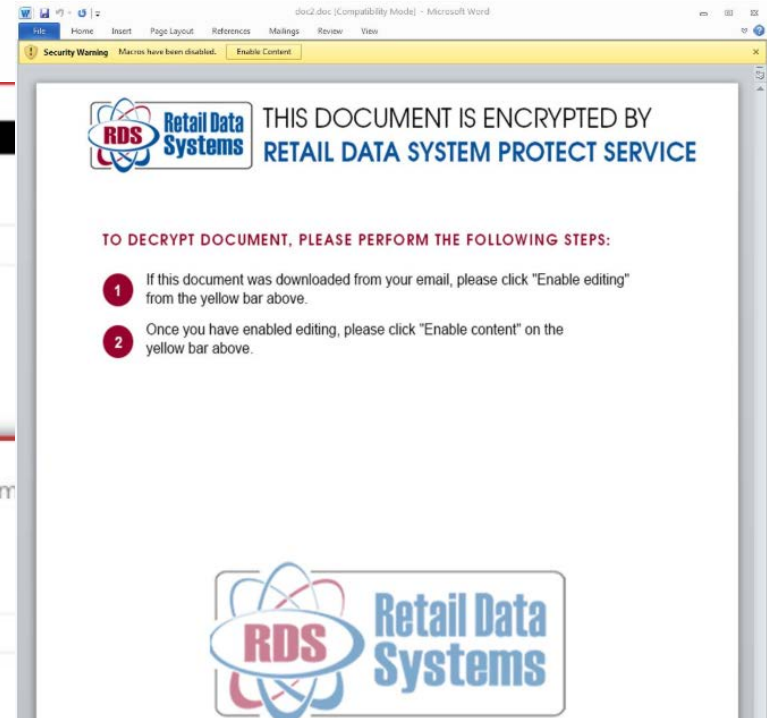 doc2.doc [Compatibility Mode] - Microsoft Word
File Home Insert Page Layout References Mailings Review View
Security Warning Macros have been disabled. Enable Content
RDS Retail Data Systems
THIS DOCUMENT IS ENCRYPTED BY
RETAIL DATA SYSTEM PROTECT SERVICE
TO DECRYPT DOCUMENT, PLEASE PERFORM THE FOLLOWING STEPS:
1 If this document was downloaded from your email, please click "Enable editing"
from the yellow bar above.
2 Once you have enabled editing, please click "Enable content" on the
yellow bar above.
RDS Retail Data
Systems